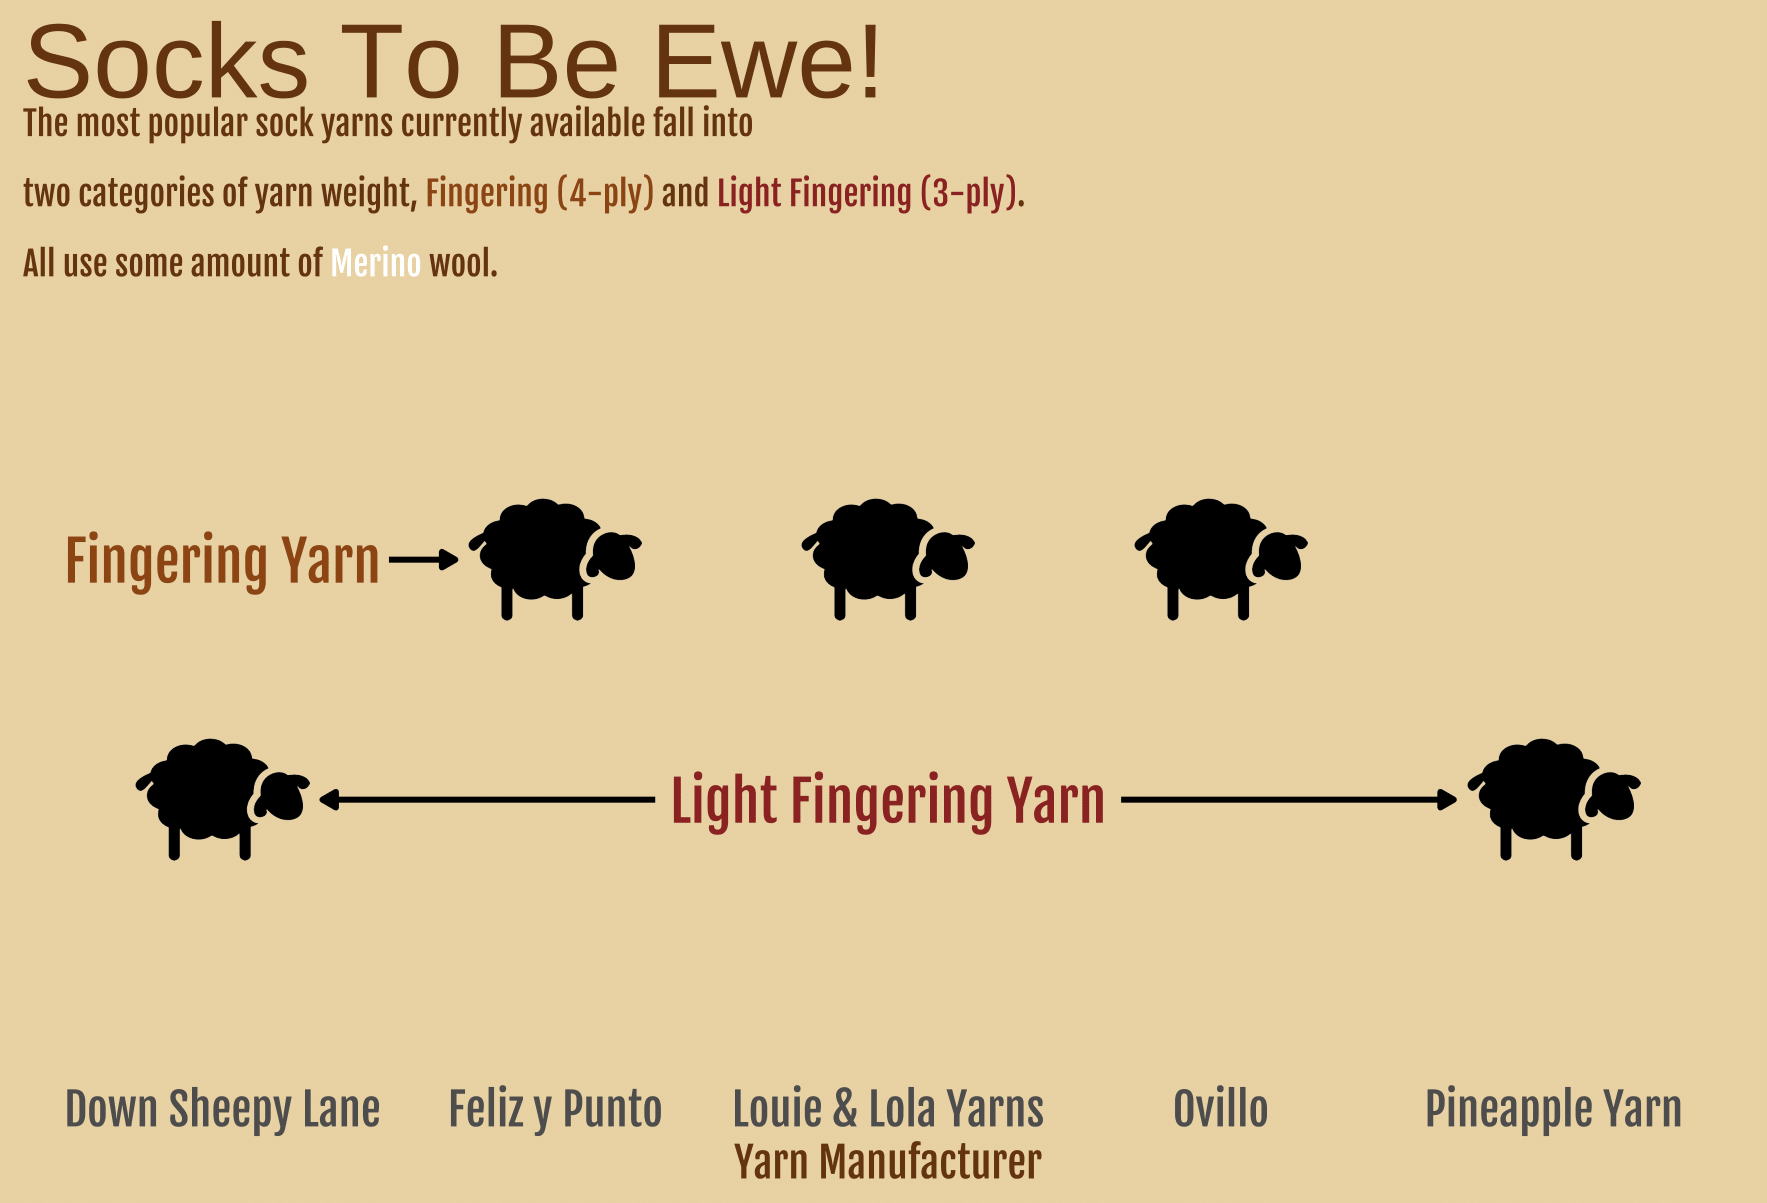 Socks To Be Ewe!
The most popular sock yarns currently available fall into
two categories of yarn weight, Fingering (4-ply) and Light Fingering (3-ply).
All use some amount of Merino wool.
Fingering Yarn
Light Fingering Yarn
Down Sheepy Lane
Feliz y Punto
Louie & Lola Yarns
Ovillo
Pineapple Yarn
Yarn Manufacturer